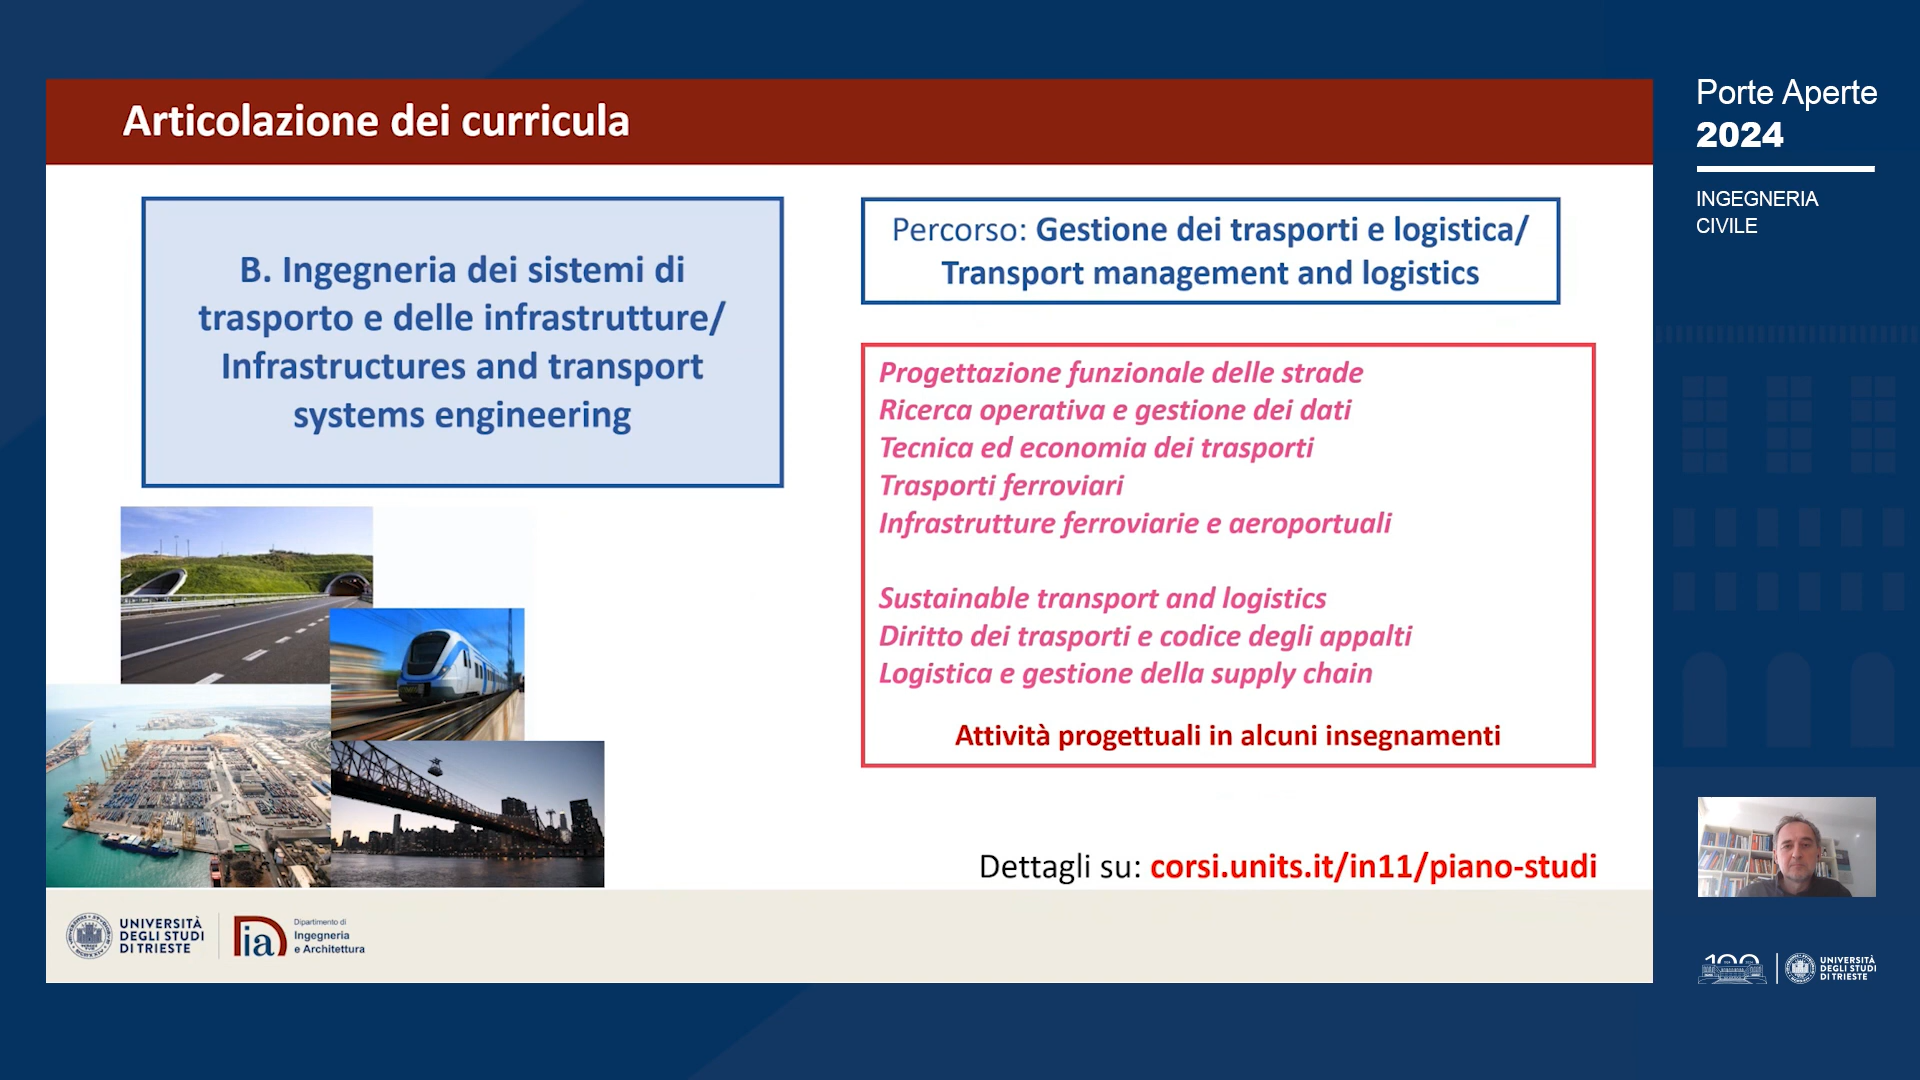 Articolazione dei curricula
B. Ingegneria dei sistemi di
trasporto e delle infrastrutture/
Infrastructures and transport
systems engineering
Percorso: Gestione dei trasporti e logistica/
Transport management and logistics
Progettazione funzionale delle strade
Ricerca operativa e gestione dei dati
Tecnica ed economia dei trasporti
Trasporti ferroviari
Infrastrutture ferroviarie e aeroportuali
Sustainable transport and logistics
Diritto dei trasporti e codice degli appalti
Logistica e gestione della supply chain
Attività progettuali in alcuni insegnamenti
Dettagli su: corsi.units.it/in11/piano-studi
UNIVERSITÀ
DEGLI STUDI
DI TRIESTE
Dia
Dipartimento di
Ingegneria
e Architettura
Porte Aperte
2024
INGEGNERIA
CIVILE
100
UNIVERSITÀ
DEGLI STUDI
DI TRIESTE